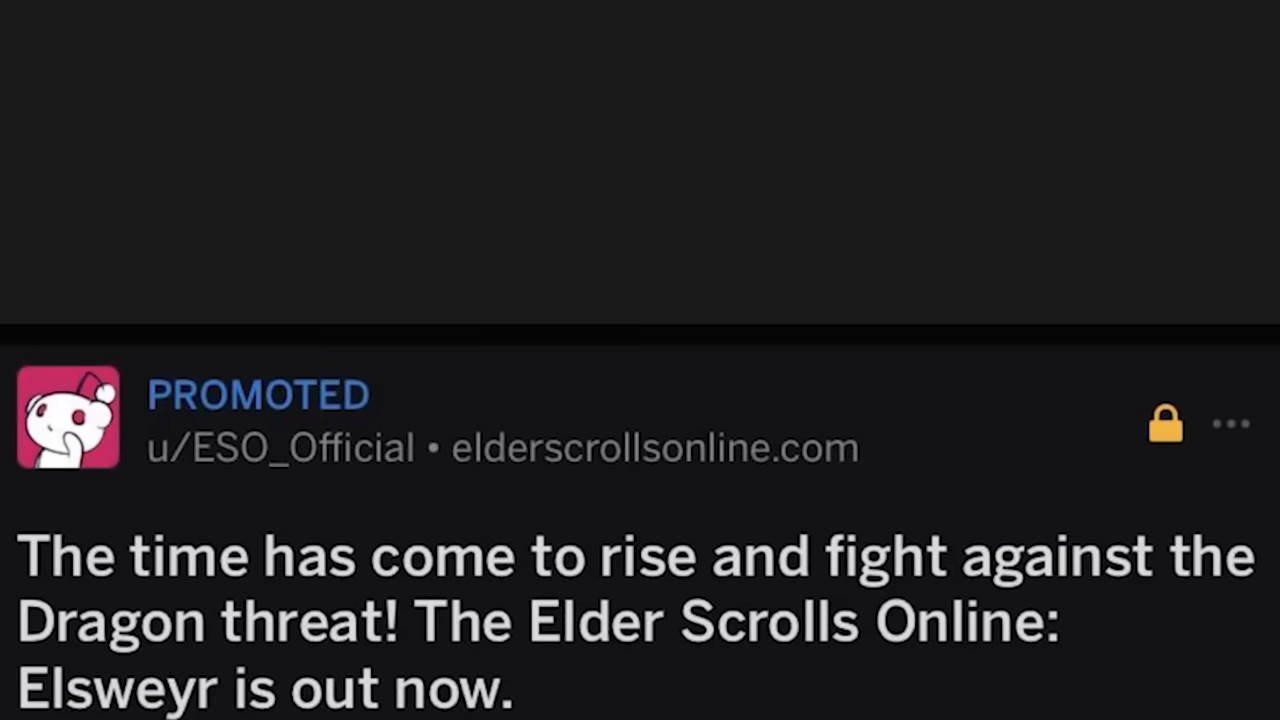 PROMOTED
u/ESO_Official • elderscrollsonline.com
The time has come to rise and fight against the
Dragon threat! The Elder Scrolls Online:
Elsweyr is out now.